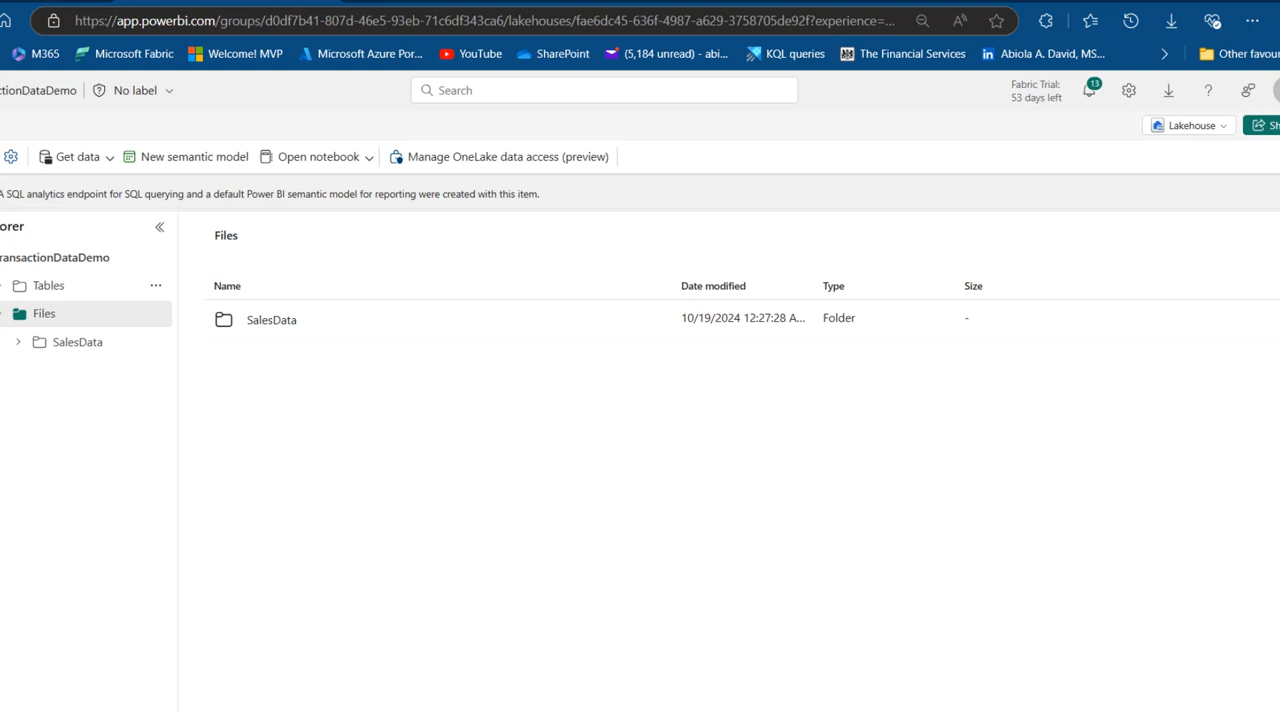 https://app.powerbi.com/groups/d0df7b41-807d-46e5-93eb-71c6df343ca6/lakehouses/fae6dc45-636f-4987-a629-3758705de92f?experience=...
M365 Microsoft Fabric Welcome! MVP Microsoft Azure Por... YouTube SharePoint (5,184 unread) - abi... KQL queries The Financial Services Abiola A. David, MS... Other favou
ctionDataDemo No label Search Fabric Trial: 13
53 days left
Lakehouse Sh
Get data New semantic model Open notebook Manage OneLake data access (preview)
A SQL analytics endpoint for SQL querying and a default Power BI semantic model for reporting were created with this item.
orer
Files
ransactionDataDemo
Tables ...
Name Date modified Type Size
Files
SalesData 10/19/2024 12:27:28 A... Folder -
SalesData